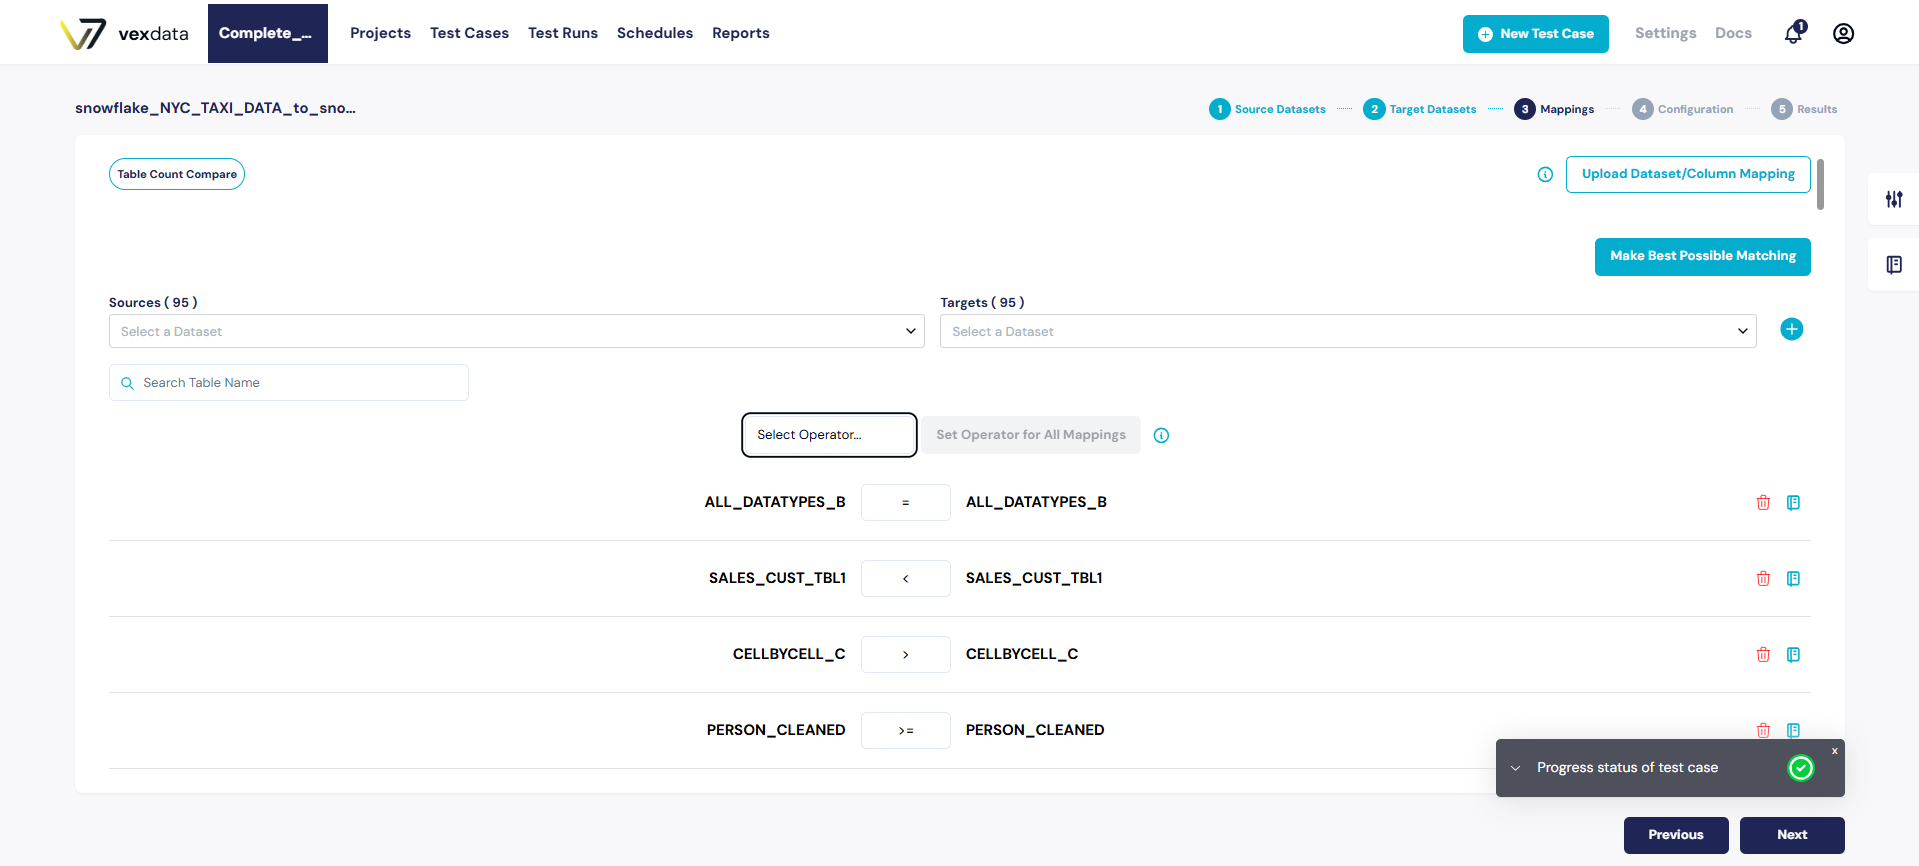 vexdata
Complete_...
Projects
Test Cases
Test Runs
Schedules
Reports
New Test Case
Settings
Docs
1
snowflake_NYC_TAXI_DATA_to_sno...
1 Source Datasets
2 Target Datasets
3 Mappings
4 Configuration
5 Results
Table Count Compare
Upload Dataset/Column Mapping
Make Best Possible Matching
Sources ( 95 )
Targets ( 95 )
Select a Dataset
Select a Dataset
Search Table Name
Select Operator...
Set Operator for All Mappings
ALL_DATATYPES_B = ALL_DATATYPES_B
SALES_CUST_TBL1 < SALES_CUST_TBL1
CELLBYCELL_C > CELLBYCELL_C
PERSON_CLEANED >= PERSON_CLEANED
x
Progress status of test case
Previous
Next